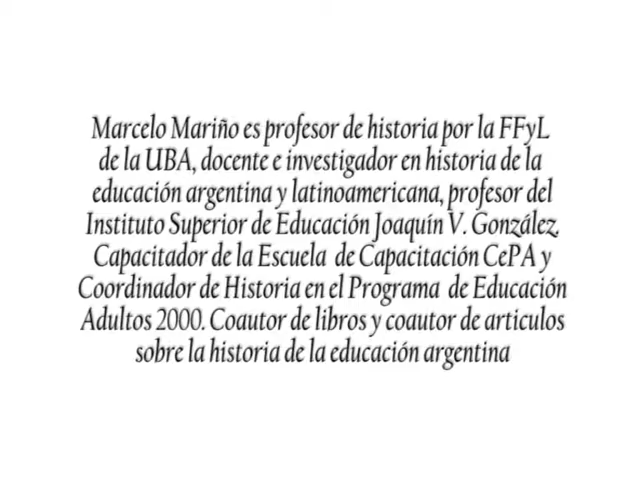 Marcelo Mariño es profesor de historia por la FFyL
de la UBA, docente e investigador en historia de la
educación argentina y latinoamericana, profesor del
Instituto Superior de Educación Joaquín V. González.
Capacitador de la Escuela de Capacitación CePA y
Coordinador de Historia en el Programa de Educación
Adultos 2000. Coautor de libros y coautor de articulos
sobre la historia de la educación argentina